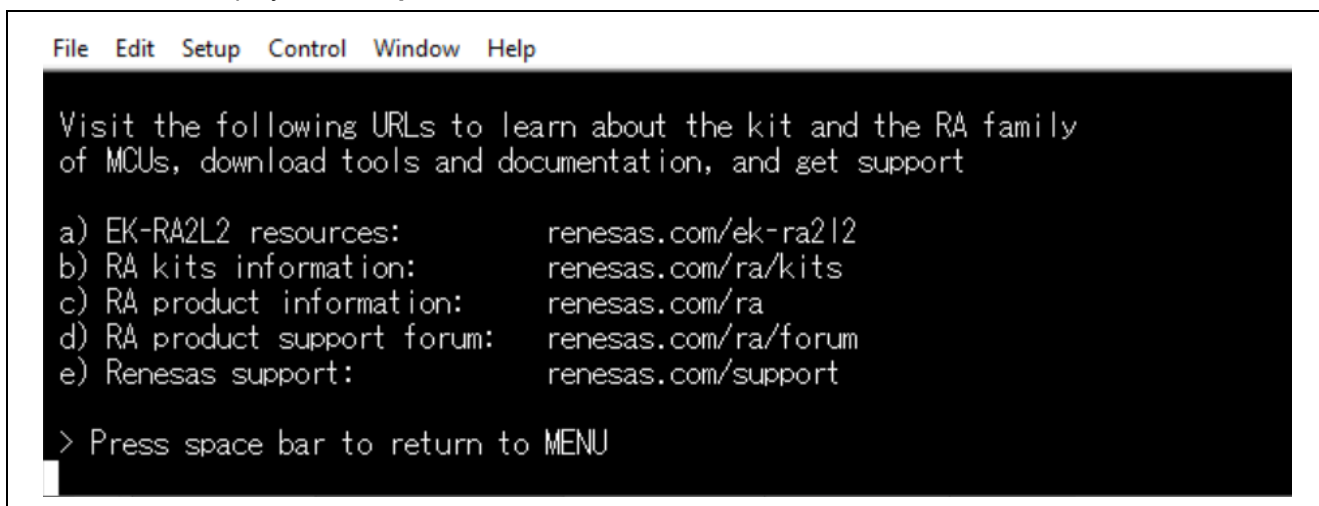 File Edit Setup Control Window Help
Visit the following URLs to learn about the kit and the RA family
of MCUs, download tools and documentation, and get support
a) EK-RA2L2 resources: renesas.com/ek-ra2l2
b) RA kits information: renesas.com/ra/kits
c) RA product information: renesas.com/ra
d) RA product support forum: renesas.com/ra/forum
e) Renesas support: renesas.com/support
> Press space bar to return to MENU